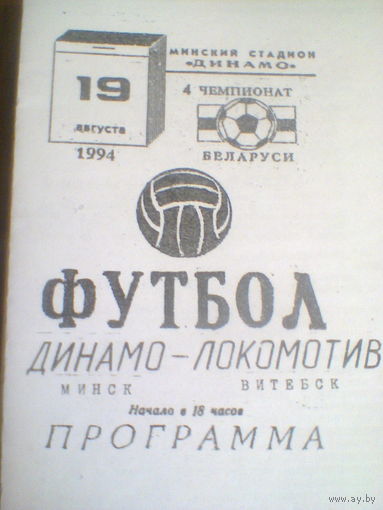 МИНСКИЙ СТАДИОН
«ДИНАМО»
19
августа
1994
4 ЧЕМПИОНАТ
БЕЛАРУСИ
ФУТБОЛ
ДИНАМО-ЛОКОМОТИВ
МИНСК ВИТЕБСК
Начало в 18 часов
ПРОГРАММА
www.ay.by